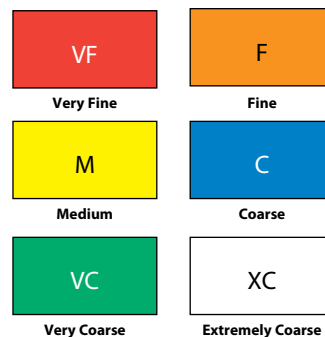 VF
F
Very Fine
Fine
M
C
Medium
Coarse
VC
XC
Very Coarse
Extremely Coarse